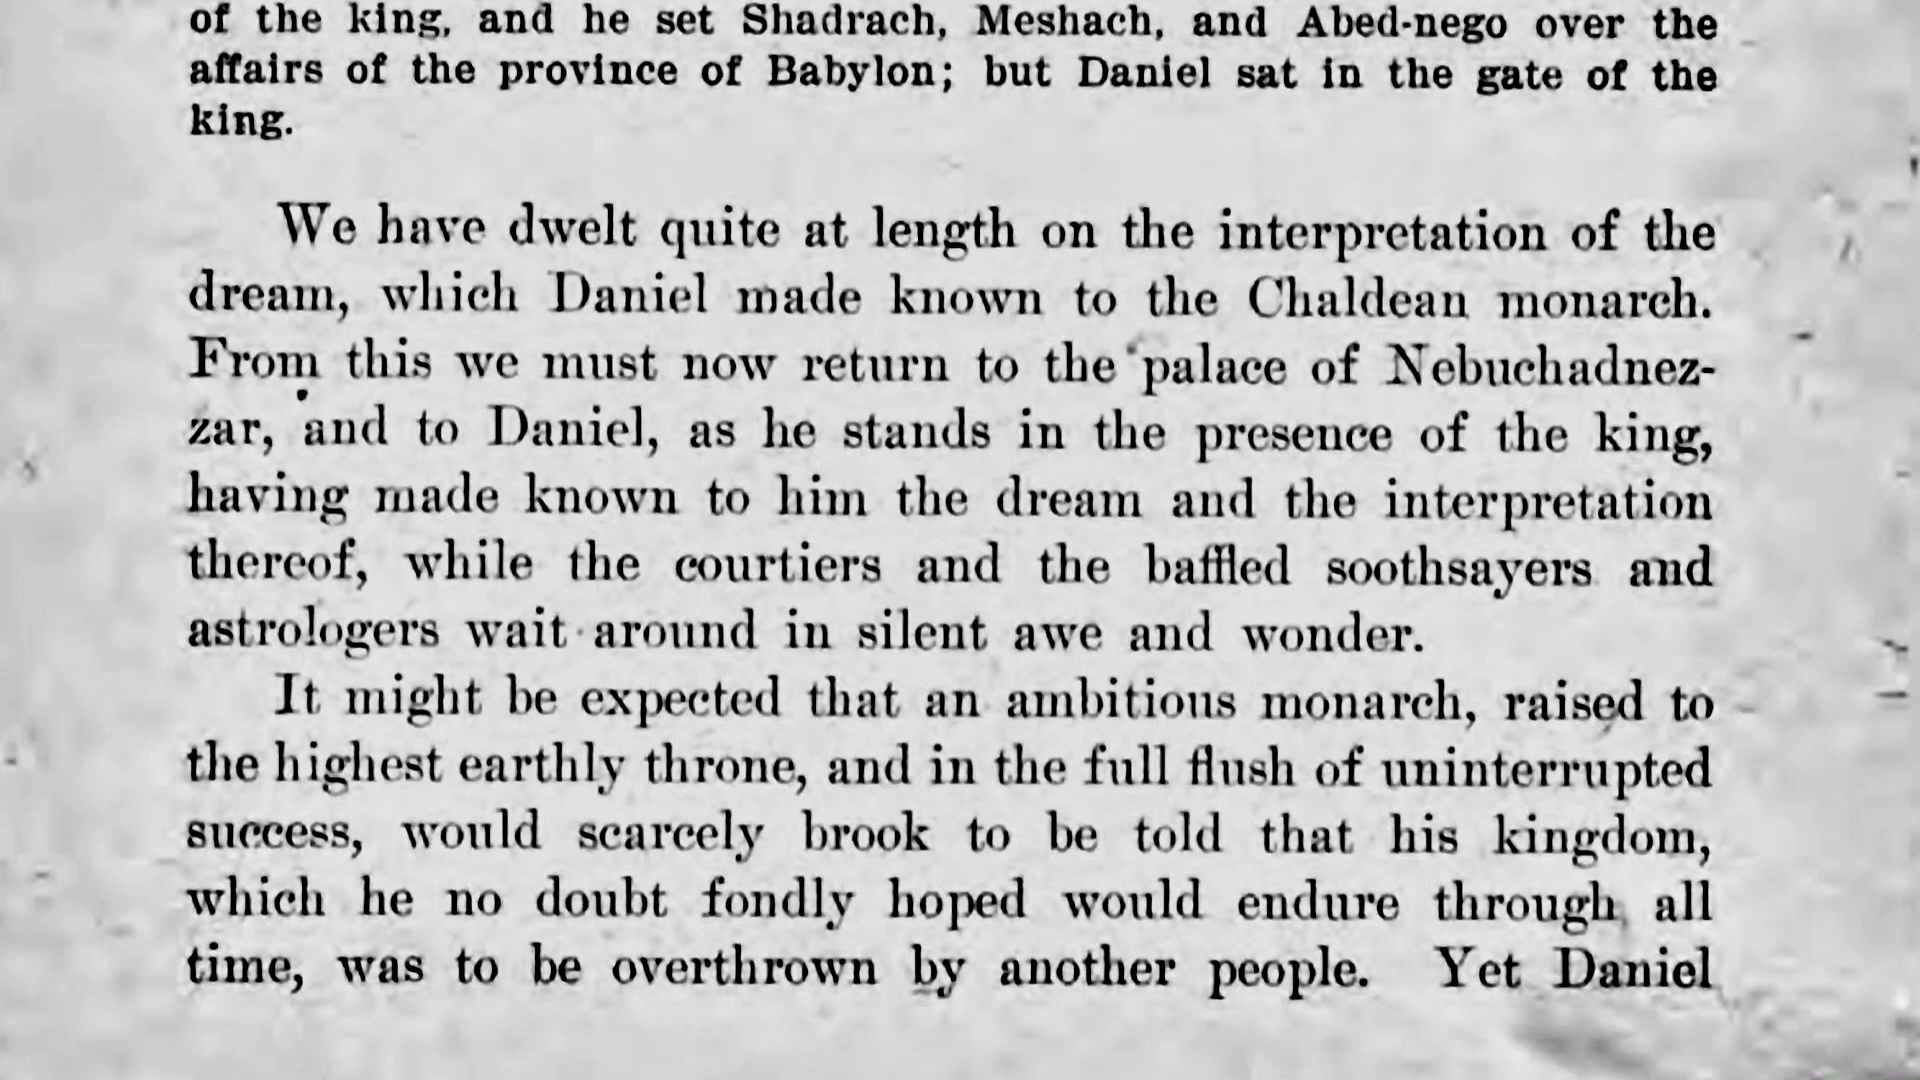 of the king, and he set Shadrach, Meshach, and Abed-nego over the
affairs of the province of Babylon; but Daniel sat in the gate of the
king.
We have dwelt quite at length on the interpretation of the
dream, which Daniel made known to the Chaldean monarch.
From this we must now return to the palace of Nebuchadnez-
zar, and to Daniel, as he stands in the presence of the king,
having made known to him the dream and the interpretation
thereof, while the courtiers and the baffled soothsayers and
astrologers wait around in silent awe and wonder.
It might be expected that an ambitious monarch, raised to
the highest earthly throne, and in the full flush of uninterrupted
success, would scarcely brook to be told that his kingdom,
which he no doubt fondly hoped would endure through all
time, was to be overthrown by another people. Yet Daniel